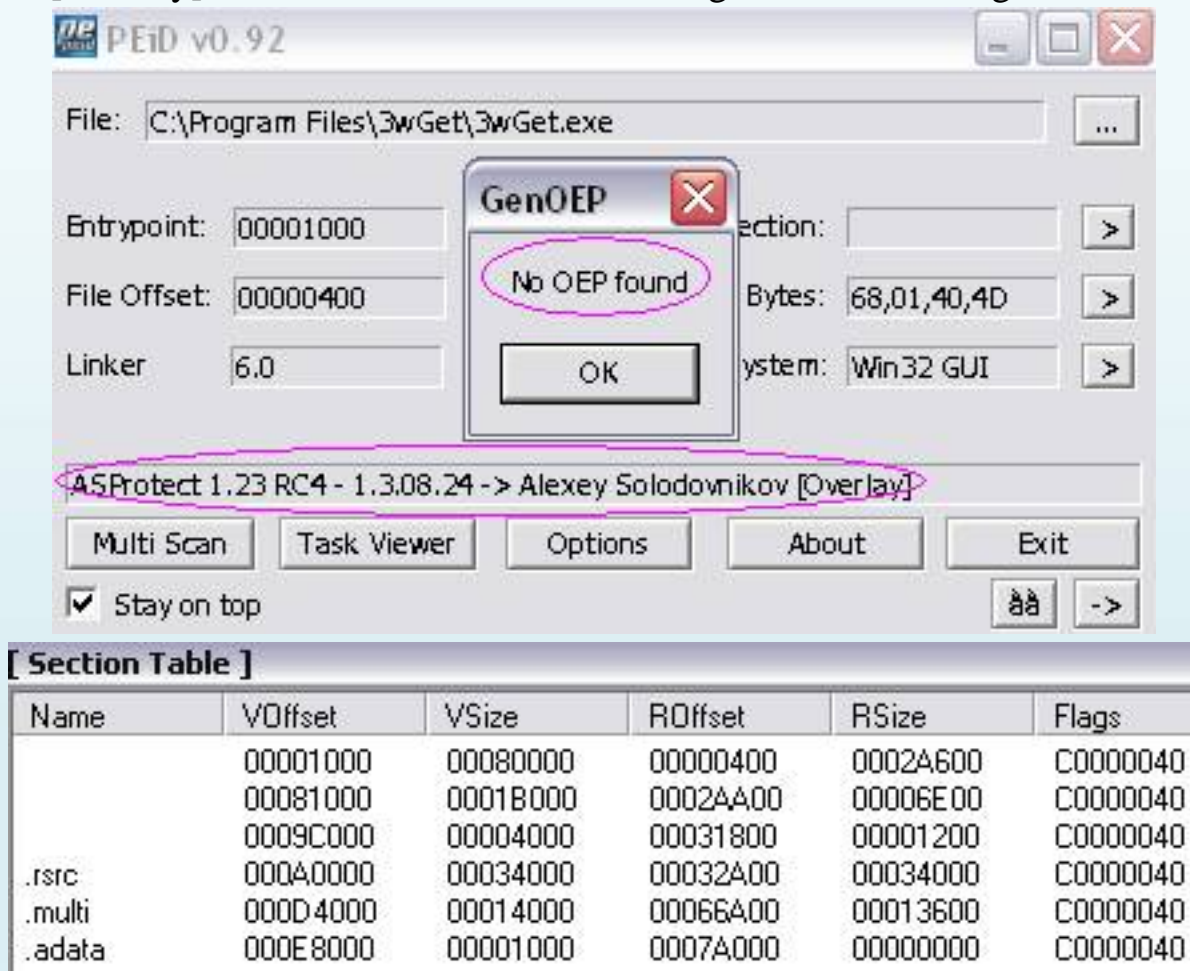 PEiD v0.92
File: C:\Program Files\3wGet\3wGet.exe ...
GenOEP
Entrypoint: 00001000 ection: >
No OEP found
File Offset: 00000400 Bytes: 68,01,40,4D >
Linker 6.0 OK ystem: Win32 GUI >
ASProtect 1.23 RC4 - 1.3.08.24 -> Alexey Solodovnikov [Overlay]
Multi Scan Task Viewer Options About Exit
Stay on top àà ->
[ Section Table ]
Name VOffset VSize ROffset RSize Flags
00001000 00080000 00000400 0002A600 C0000040
00081000 0001B000 0002AA00 00006E00 C0000040
0009C000 00004000 00031800 00001200 C0000040
.rsrc 000A0000 00034000 00032A00 00034000 C0000040
.multi 000D4000 00014000 00066A00 00013600 C0000040
.adata 000E8000 00001000 0007A000 00000000 C0000040